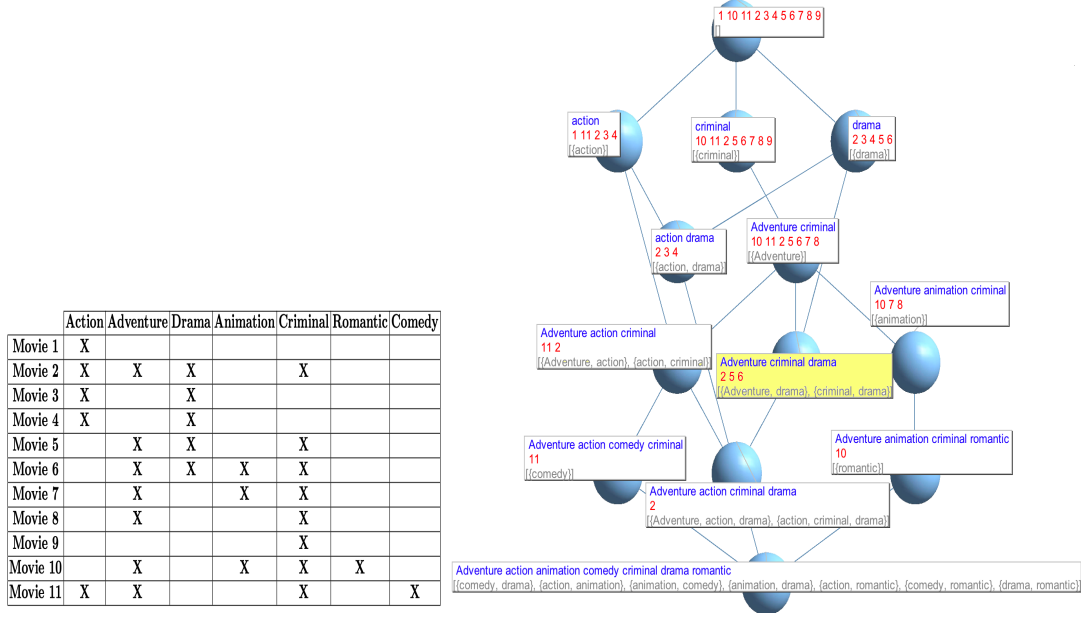 Action Adventure Drama Animation Criminal Romantic Comedy
Movie 1 X
Movie 2 X X X X
Movie 3 X X
Movie 4 X X
Movie 5 X X X
Movie 6 X X X X
Movie 7 X X X
Movie 8 X X
Movie 9 X
Movie 10 X X X X
Movie 11 X X X X
1 10 11 2 3 4 5 6 7 8 9
[]
action
1 11 2 3 4
[{action}]
criminal
10 11 2 5 6 7 8 9
[{criminal}]
drama
2 3 4 5 6
[{drama}]
action drama
2 3 4
[{action, drama}]
Adventure criminal
10 11 2 5 6 7 8
[{Adventure}]
Adventure animation criminal
10 7 8
[{animation}]
Adventure action criminal
11 2
[{Adventure, action}, {action, criminal}]
Adventure criminal drama
2 5 6
[{Adventure, drama}, {criminal, drama}]
Adventure action comedy criminal
11
[{comedy}]
Adventure animation criminal romantic
10
[{romantic}]
Adventure action criminal drama
2
[{Adventure, action, drama}, {action, criminal, drama}]
Adventure action animation comedy criminal drama romantic
[{comedy, drama}, {action, animation}, {animation, comedy}, {animation, drama}, {action, romantic}, {comedy, romantic}, {drama, romantic}]